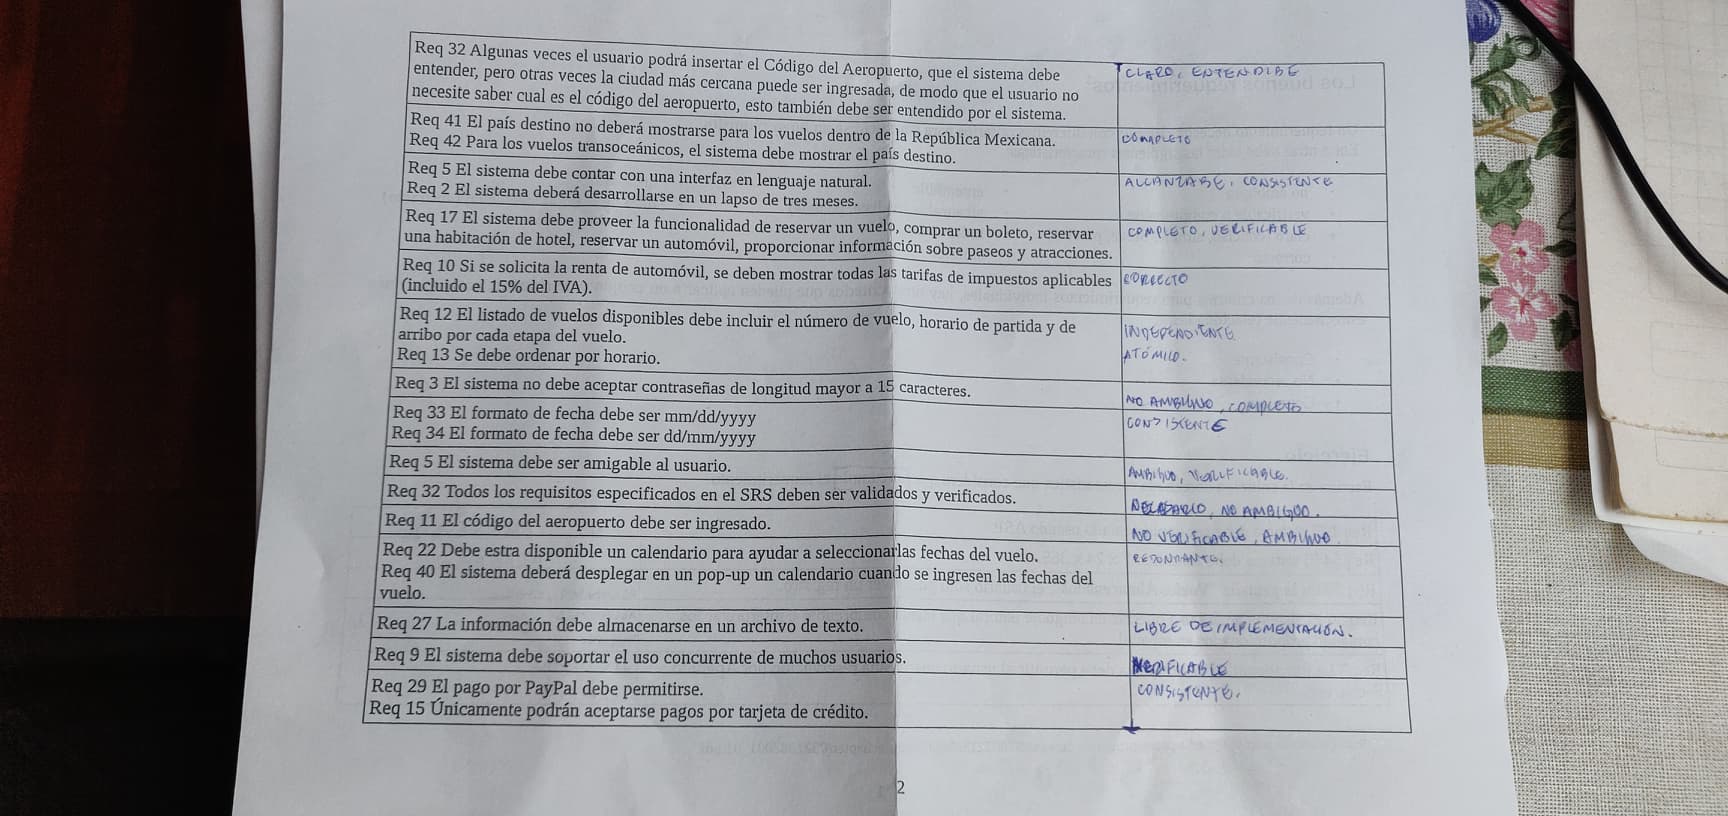 Req 32 Algunas veces el usuario podrá insertar el Código del Aeropuerto, que el sistema debe
entender, pero otras veces la ciudad más cercana puede ser ingresada, de modo que el usuario no
necesite saber cual es el código del aeropuerto, esto también debe ser entendido por el sistema.
CLARO, ENTENDIBE
Req 41 El país destino no deberá mostrarse para los vuelos dentro de la República Mexicana.
Req 42 Para los vuelos transoceánicos, el sistema debe mostrar el país destino.
COMPLETO
Req 5 El sistema debe contar con una interfaz en lenguaje natural.
Req 2 El sistema deberá desarrollarse en un lapso de tres meses.
ALCANZABE, CONSISTENTE
Req 17 El sistema debe proveer la funcionalidad de reservar un vuelo, comprar un boleto, reservar
una habitación de hotel, reservar un automóvil, proporcionar información sobre paseos y atracciones.
COMPLETO, VERIFICABLE
Req 10 Si se solicita la renta de automóvil, se deben mostrar todas las tarifas de impuestos aplicables
(incluido el 15% del IVA).
CORRECTO
Req 12 El listado de vuelos disponibles debe incluir el número de vuelo, horario de partida y de
arribo por cada etapa del vuelo.
Req 13 Se debe ordenar por horario.
INDEPENDIENTE
ATÓMICO.
Req 3 El sistema no debe aceptar contraseñas de longitud mayor a 15 caracteres.
NO AMBIGUO, COMPLETO
Req 33 El formato de fecha debe ser mm/dd/yyyy
Req 34 El formato de fecha debe ser dd/mm/yyyy
CONSISTENTE
Req 5 El sistema debe ser amigable al usuario.
AMBIGUO, VERIFICABLE.
Req 32 Todos los requisitos especificados en el SRS deben ser validados y verificados.
NECESARIO, NO AMBIGUO.
Req 11 El código del aeropuerto debe ser ingresado.
NO VERIFICABLE, AMBIGUO
Req 22 Debe estra disponible un calendario para ayudar a seleccionarlas fechas del vuelo.
Req 40 El sistema deberá desplegar en un pop-up un calendario cuando se ingresen las fechas del
vuelo.
REDONDANTE.
Req 27 La información debe almacenarse en un archivo de texto.
LIBRE DE IMPLEMENTACIÓN.
Req 9 El sistema debe soportar el uso concurrente de muchos usuarios.
VERIFICABLE
Req 29 El pago por PayPal debe permitirse.
Req 15 Únicamente podrán aceptarse pagos por tarjeta de crédito.
CONSISTENTE.
2